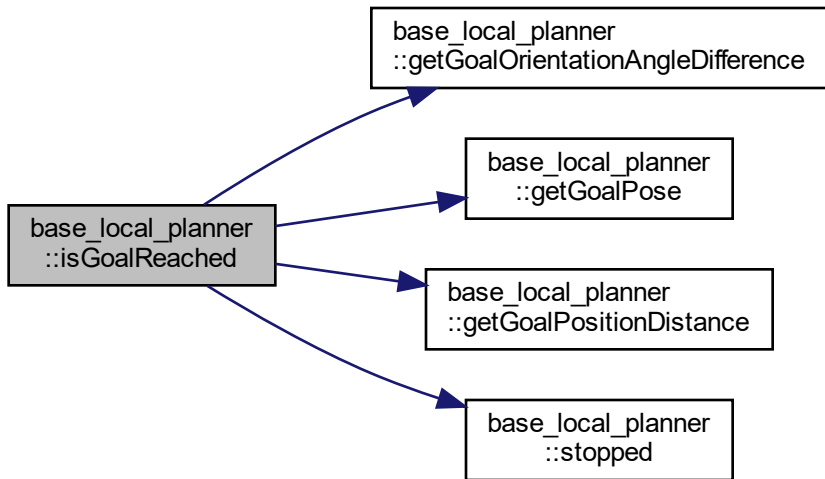 base_local_planner
::getGoalOrientationAngleDifference
base_local_planner
::getGoalPose
base_local_planner
::isGoalReached
base_local_planner
::getGoalPositionDistance
base_local_planner
::stopped